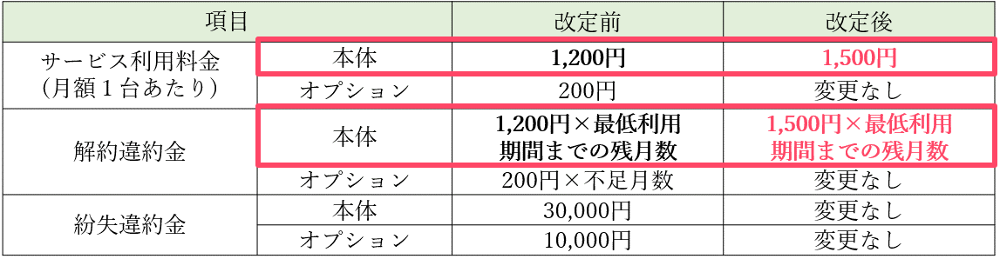 項目 改定前 改定後
サービス利用料金
（月額１台あたり）
本体 1,200円 1,500円
オプション 200円 変更なし
解約違約金
本体
1,200円×最低利用
期間までの残月数
1,500円×最低利用
期間までの残月数
オプション 200円×不足月数 変更なし
紛失違約金
本体 30,000円 変更なし
オプション 10,000円 変更なし